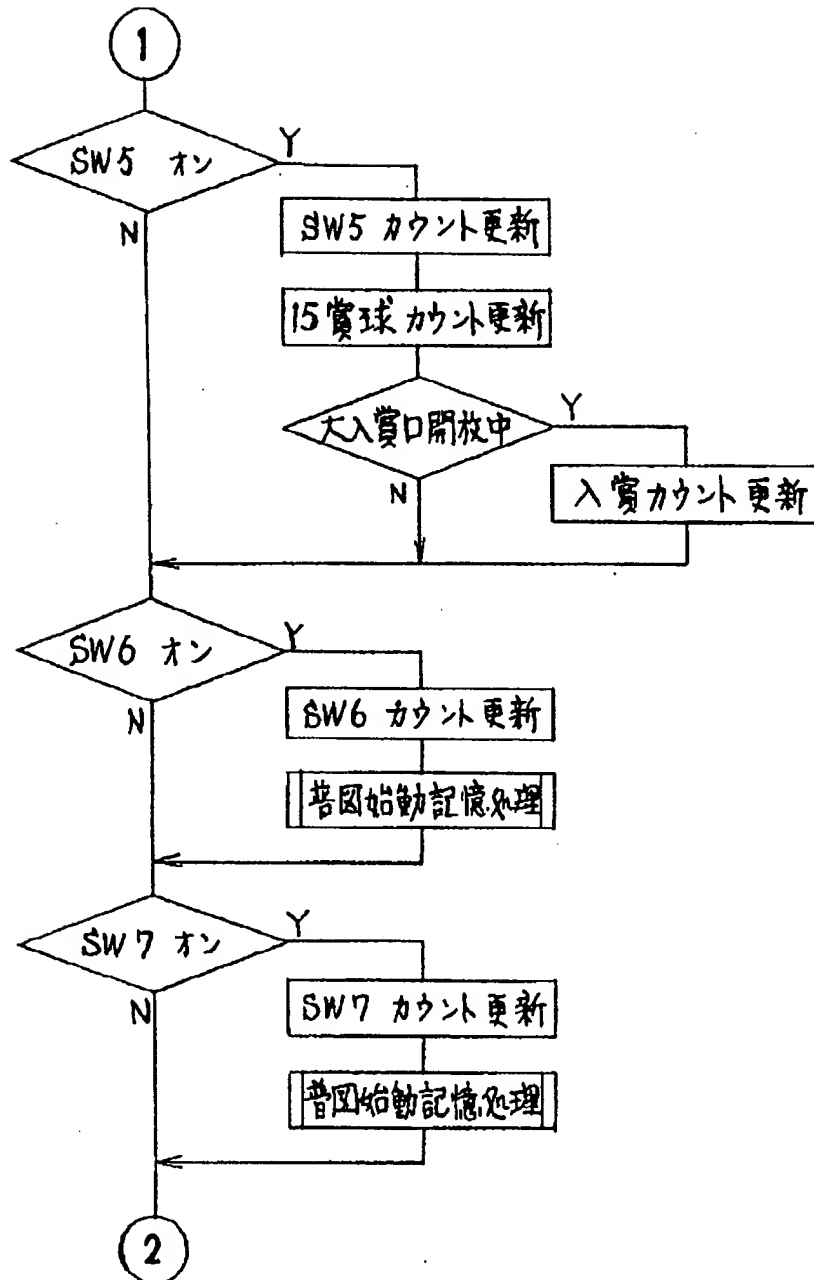 1
SW5 オン
Y
N
SW5 カウント更新
15賞球カウント更新
大入賞口開放中
Y
N
入賞カウント更新
SW6 オン
Y
N
SW6 カウント更新
普図始動記憶処理
SW7 オン
Y
N
SW7 カウント更新
普図始動記憶処理
2